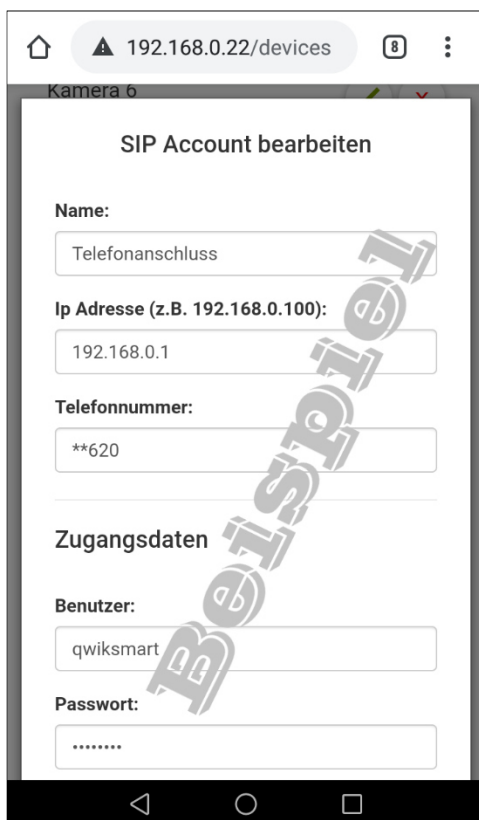 192.168.0.22/devices
8
Kamera 6
SIP Account bearbeiten
Name:
Telefonanschluss
Ip Adresse (z.B. 192.168.0.100):
192.168.0.1
Telefonnummer:
**620
Zugangsdaten
Benutzer:
qwiksmart
Passwort:
••••••••
Beispiel